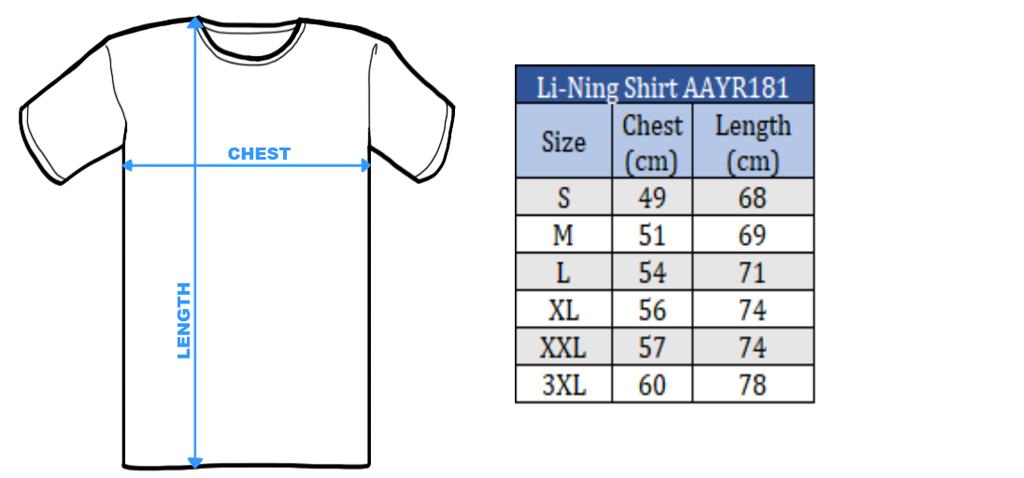 CHEST
LENGTH
Li-Ning Shirt AAYR181
Size Chest (cm) Length (cm)
S 49 68
M 51 69
L 54 71
XL 56 74
XXL 57 74
3XL 60 78